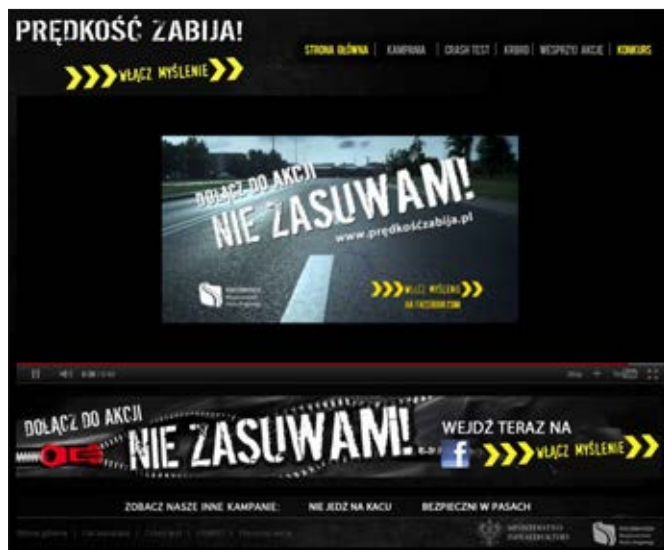 PRĘDKOŚĆ ZABIJA!
WŁĄCZ MYŚLENIE
STRONA GŁÓWNA | KAMPANIA | CRASH TEST | KRBRD | WESPRZYJ AKCJĘ | KONKURS
DOŁĄCZ DO AKCJI
NIE ZASUWAM!
www.prędkośćzabija.pl
WŁĄCZ MYŚLENIE
NA FACEBOOK.COM
DOŁĄCZ DO AKCJI
NIE ZASUWAM!
WEJDŹ TERAZ NA
f WŁĄCZ MYŚLENIE
ZOBACZ NASZE INNE KAMPANIE: NIE JEDŹ NA KACU BEZPIECZNI W PASACH
MINISTERSTWO
INFRASTRUKTURY